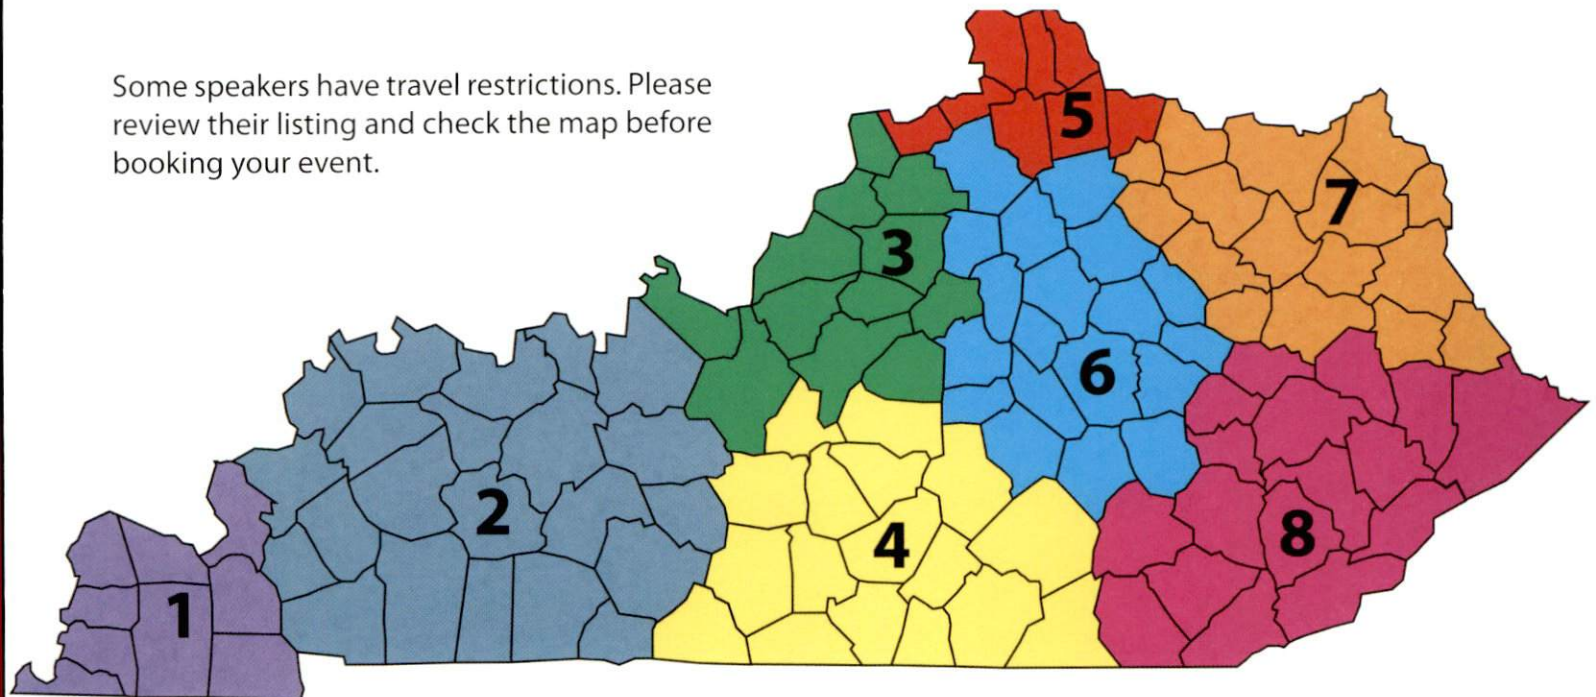 Some speakers have travel restrictions. Please
review their listing and check the map before
booking your event.
5
7
3
6
2
4
8
1